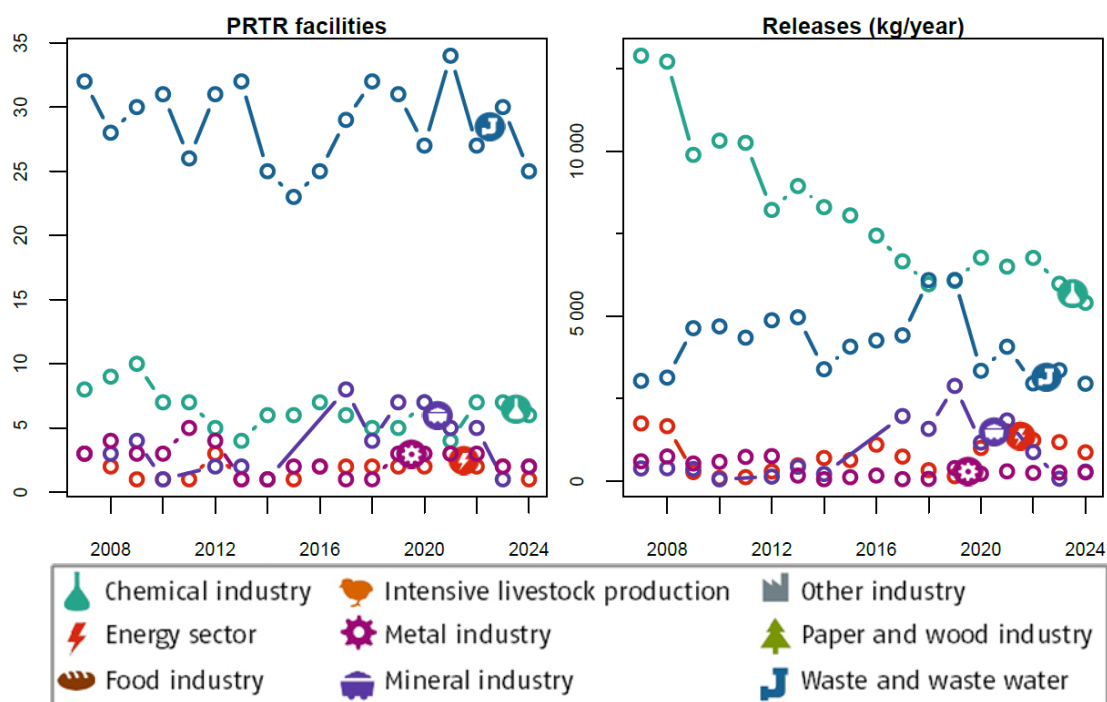 PRTR facilities
Releases (kg/year)
35
30
25
20
15
10
5
0
10 000
5 000
0
2008 2012 2016 2020 2024
2008 2012 2016 2020 2024
Chemical industry Intensive livestock production Other industry
Energy sector Metal industry Paper and wood industry
Food industry Mineral industry Waste and waste water